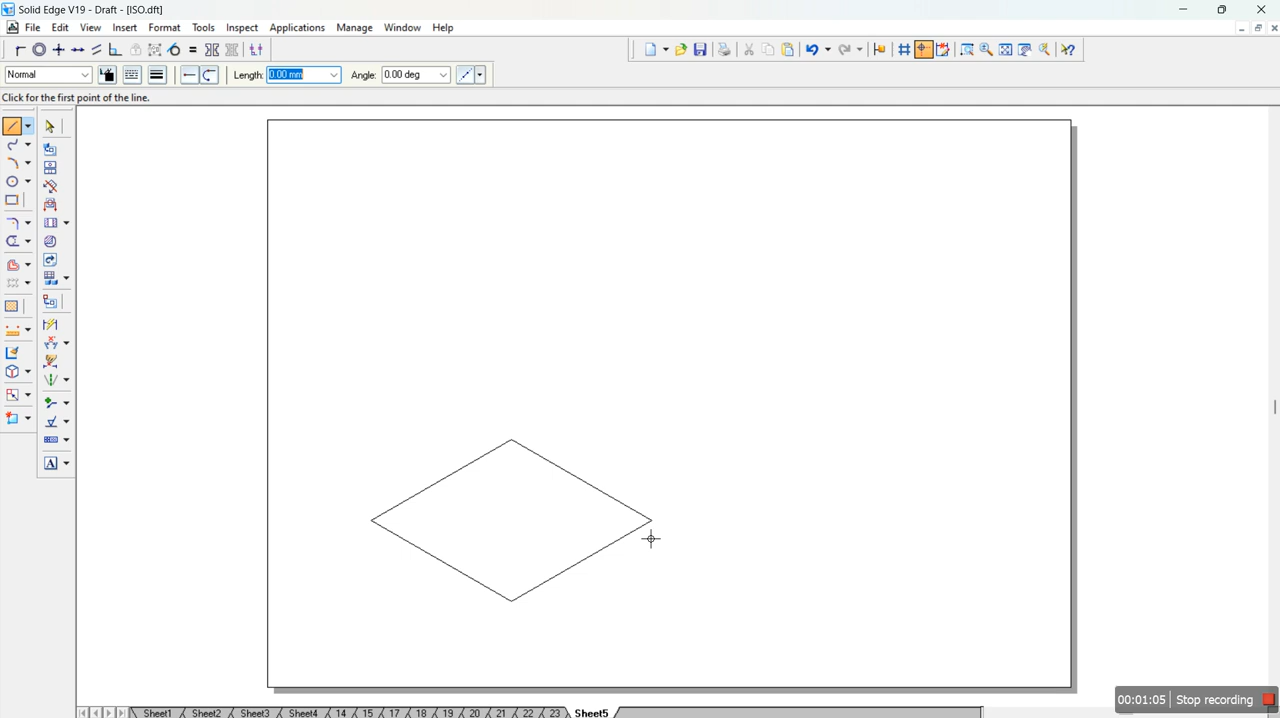 Solid Edge V19 - Draft - [ISO.dft]
File Edit View Insert Format Tools Inspect Applications Manage Window Help
Normal Length: 0.00 mm Angle: 0.00 deg
Click for the first point of the line.
A
Sheet1 Sheet2 Sheet3 Sheet4 14 15 17 18 19 20 21 22 23 Sheet5
00:01:05 Stop recording